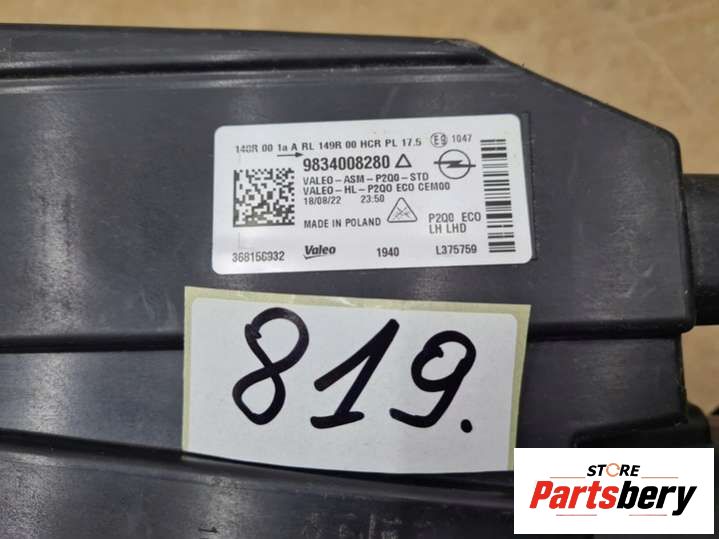 140R 00 1a A RL 149R 00 HCR PL 17.5 E9 1047
9834008280
VALEO-ASM-P2Q0-STD
VALEO-HL-P2Q0 ECO CEM00
18/08/22 23:50
MADE IN POLAND
P2Q0 ECO
LH LHD
36815G932 Valeo 1940 L375759
819.
STORE
Partsbery